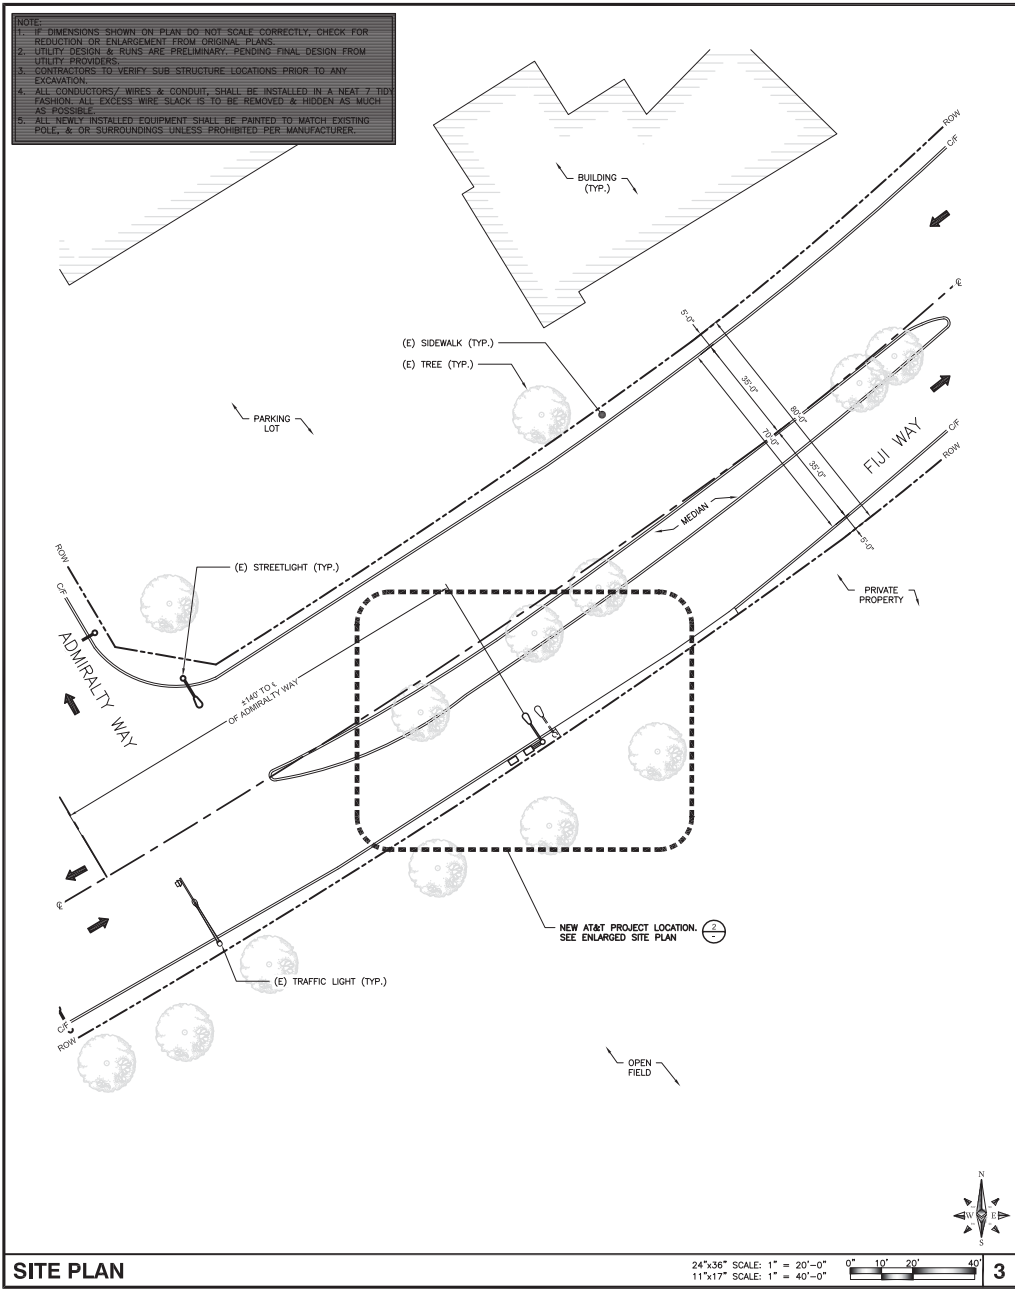 NOTE:
1. IF DIMENSIONS SHOWN ON PLAN DO NOT SCALE CORRECTLY, CHECK FOR
REDUCTION OR ENLARGEMENT FROM ORIGINAL PLANS.
2. UTILITY DESIGN & RUNS ARE PRELIMINARY. PENDING FINAL DESIGN FROM
UTILITY PROVIDERS.
3. CONTRACTORS TO VERIFY SUB STRUCTURE LOCATIONS PRIOR TO ANY
EXCAVATION.
4. ALL CONDUCTORS/ WIRES & CONDUIT, SHALL BE INSTALLED IN A NEAT 7 TIDY
FASHION. ALL EXCESS WIRE SLACK IS TO BE REMOVED & HIDDEN AS MUCH
AS POSSIBLE.
5. ALL NEWLY INSTALLED EQUIPMENT SHALL BE PAINTED TO MATCH EXISTING
POLE, & OR SURROUNDINGS UNLESS PROHIBITED PER MANUFACTURER.
ROW
C/F
BUILDING
(TYP.)
℄
5'-0"
(E) SIDEWALK (TYP.)
(E) TREE (TYP.)
35'-0"
80'-0"
PARKING
LOT
70'-0"
FIJI WAY
C/F
ROW
35'-0"
MEDIAN
5'-0"
ROW
(E) STREETLIGHT (TYP.)
C/F
PRIVATE
PROPERTY
ADMIRALTY WAY
±140' TO ℄
OF ADMIRALTY WAY
℄
NEW AT&T PROJECT LOCATION.
SEE ENLARGED SITE PLAN
2
-
(E) TRAFFIC LIGHT (TYP.)
C/F
ROW
OPEN
FIELD
N
W E
S
SITE PLAN
24"x36" SCALE: 1" = 20'-0"
11"x17" SCALE: 1" = 40'-0"
0" 10' 20' 40'
3